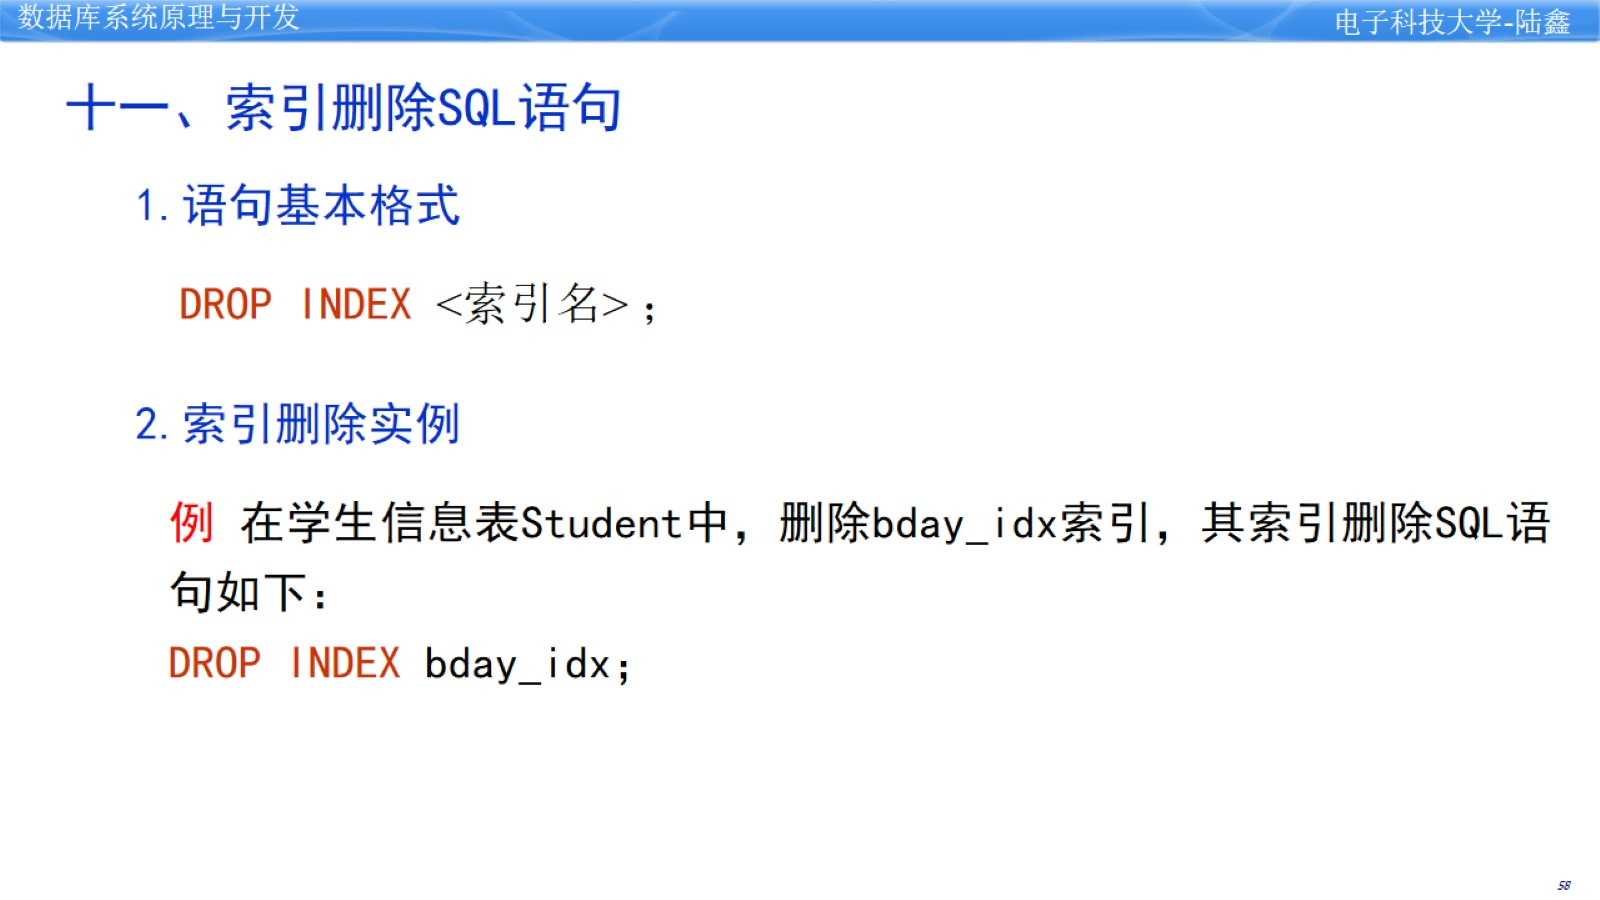 数据库系统原理与开发
电子科技大学-陆鑫
十一、索引删除SQL语句
1.语句基本格式
DROP INDEX <索引名>；
2.索引删除实例
例 在学生信息表Student中，删除bday_idx索引，其索引删除SQL语
句如下：
DROP INDEX bday_idx；
58